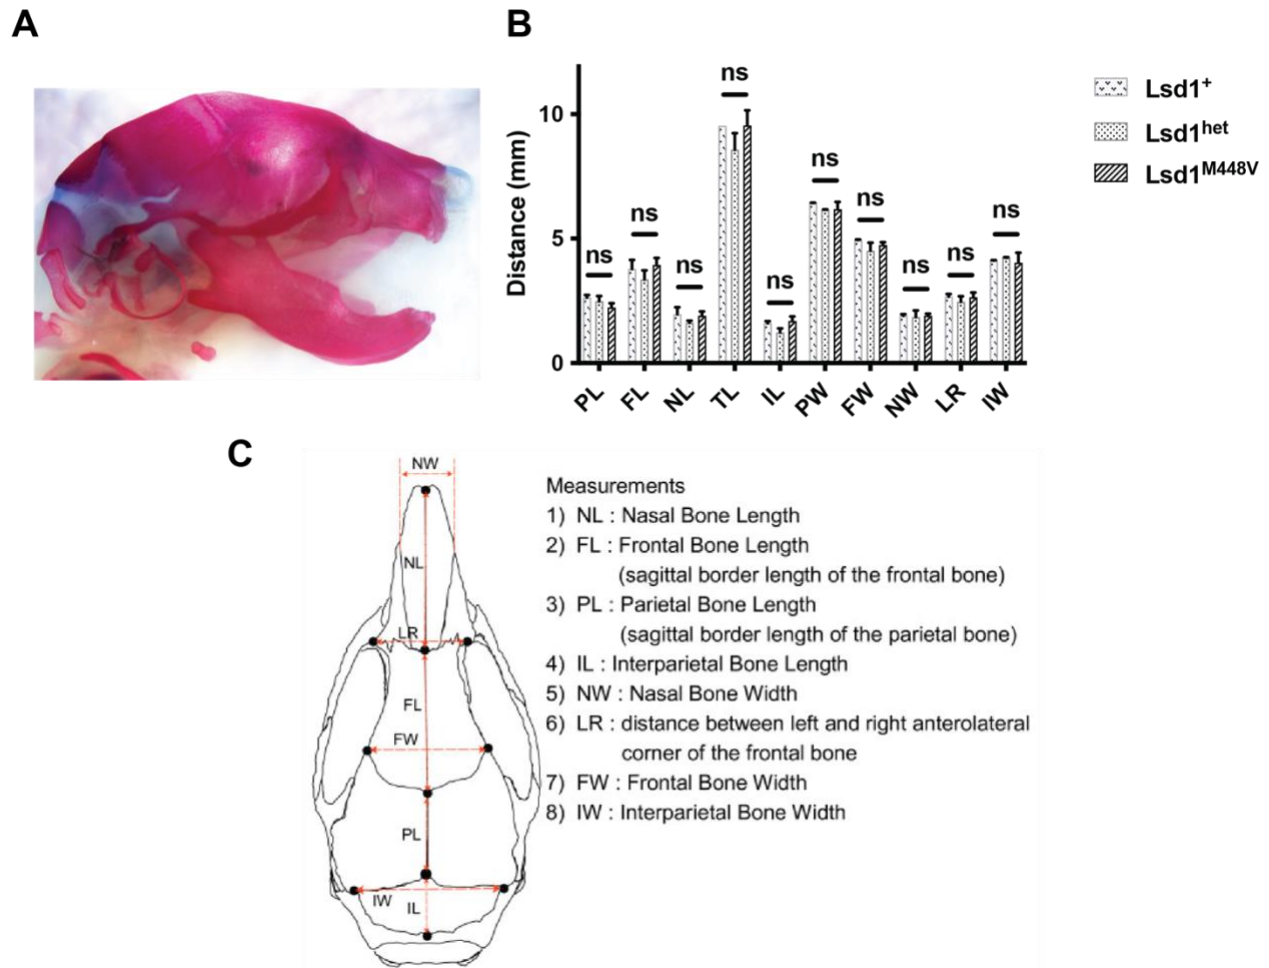 A
B
ns
ns
ns
ns
ns
ns
ns
ns
ns
ns
10
5
0
Distance (mm)
PL
FL
NL
TL
IL
PW
FW
NW
LR
IW
Lsd1+
Lsd1het
Lsd1M448V
C
NW
NL
LR
FL
FW
PL
IW
IL
Measurements
1) NL : Nasal Bone Length
2) FL : Frontal Bone Length
(sagittal border length of the frontal bone)
3) PL : Parietal Bone Length
(sagittal border length of the parietal bone)
4) IL : Interparietal Bone Length
5) NW : Nasal Bone Width
6) LR : distance between left and right anterolateral
corner of the frontal bone
7) FW : Frontal Bone Width
8) IW : Interparietal Bone Width